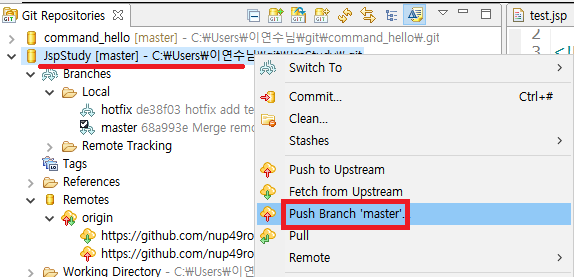 Git Repositories
test.jsp
command_hello [master] - C:₩Users₩이연수님₩git₩command_hello₩.git
JspStudy [master] - C:₩Users₩이연수님₩git₩JspStudy₩.git
Branches
Local
hotfix de38f03 hotfix add te
master 68a993e Merge remo
Remote Tracking
Tags
References
Remotes
origin
https://github.com/nup49ro
https://github.com/nup49ro
Working Directory - C:₩Users₩이연
Switch To
Commit... Ctrl+#
Clean...
Stashes
Push to Upstream
Fetch from Upstream
Push Branch 'master'.
Pull
Remote
2
3